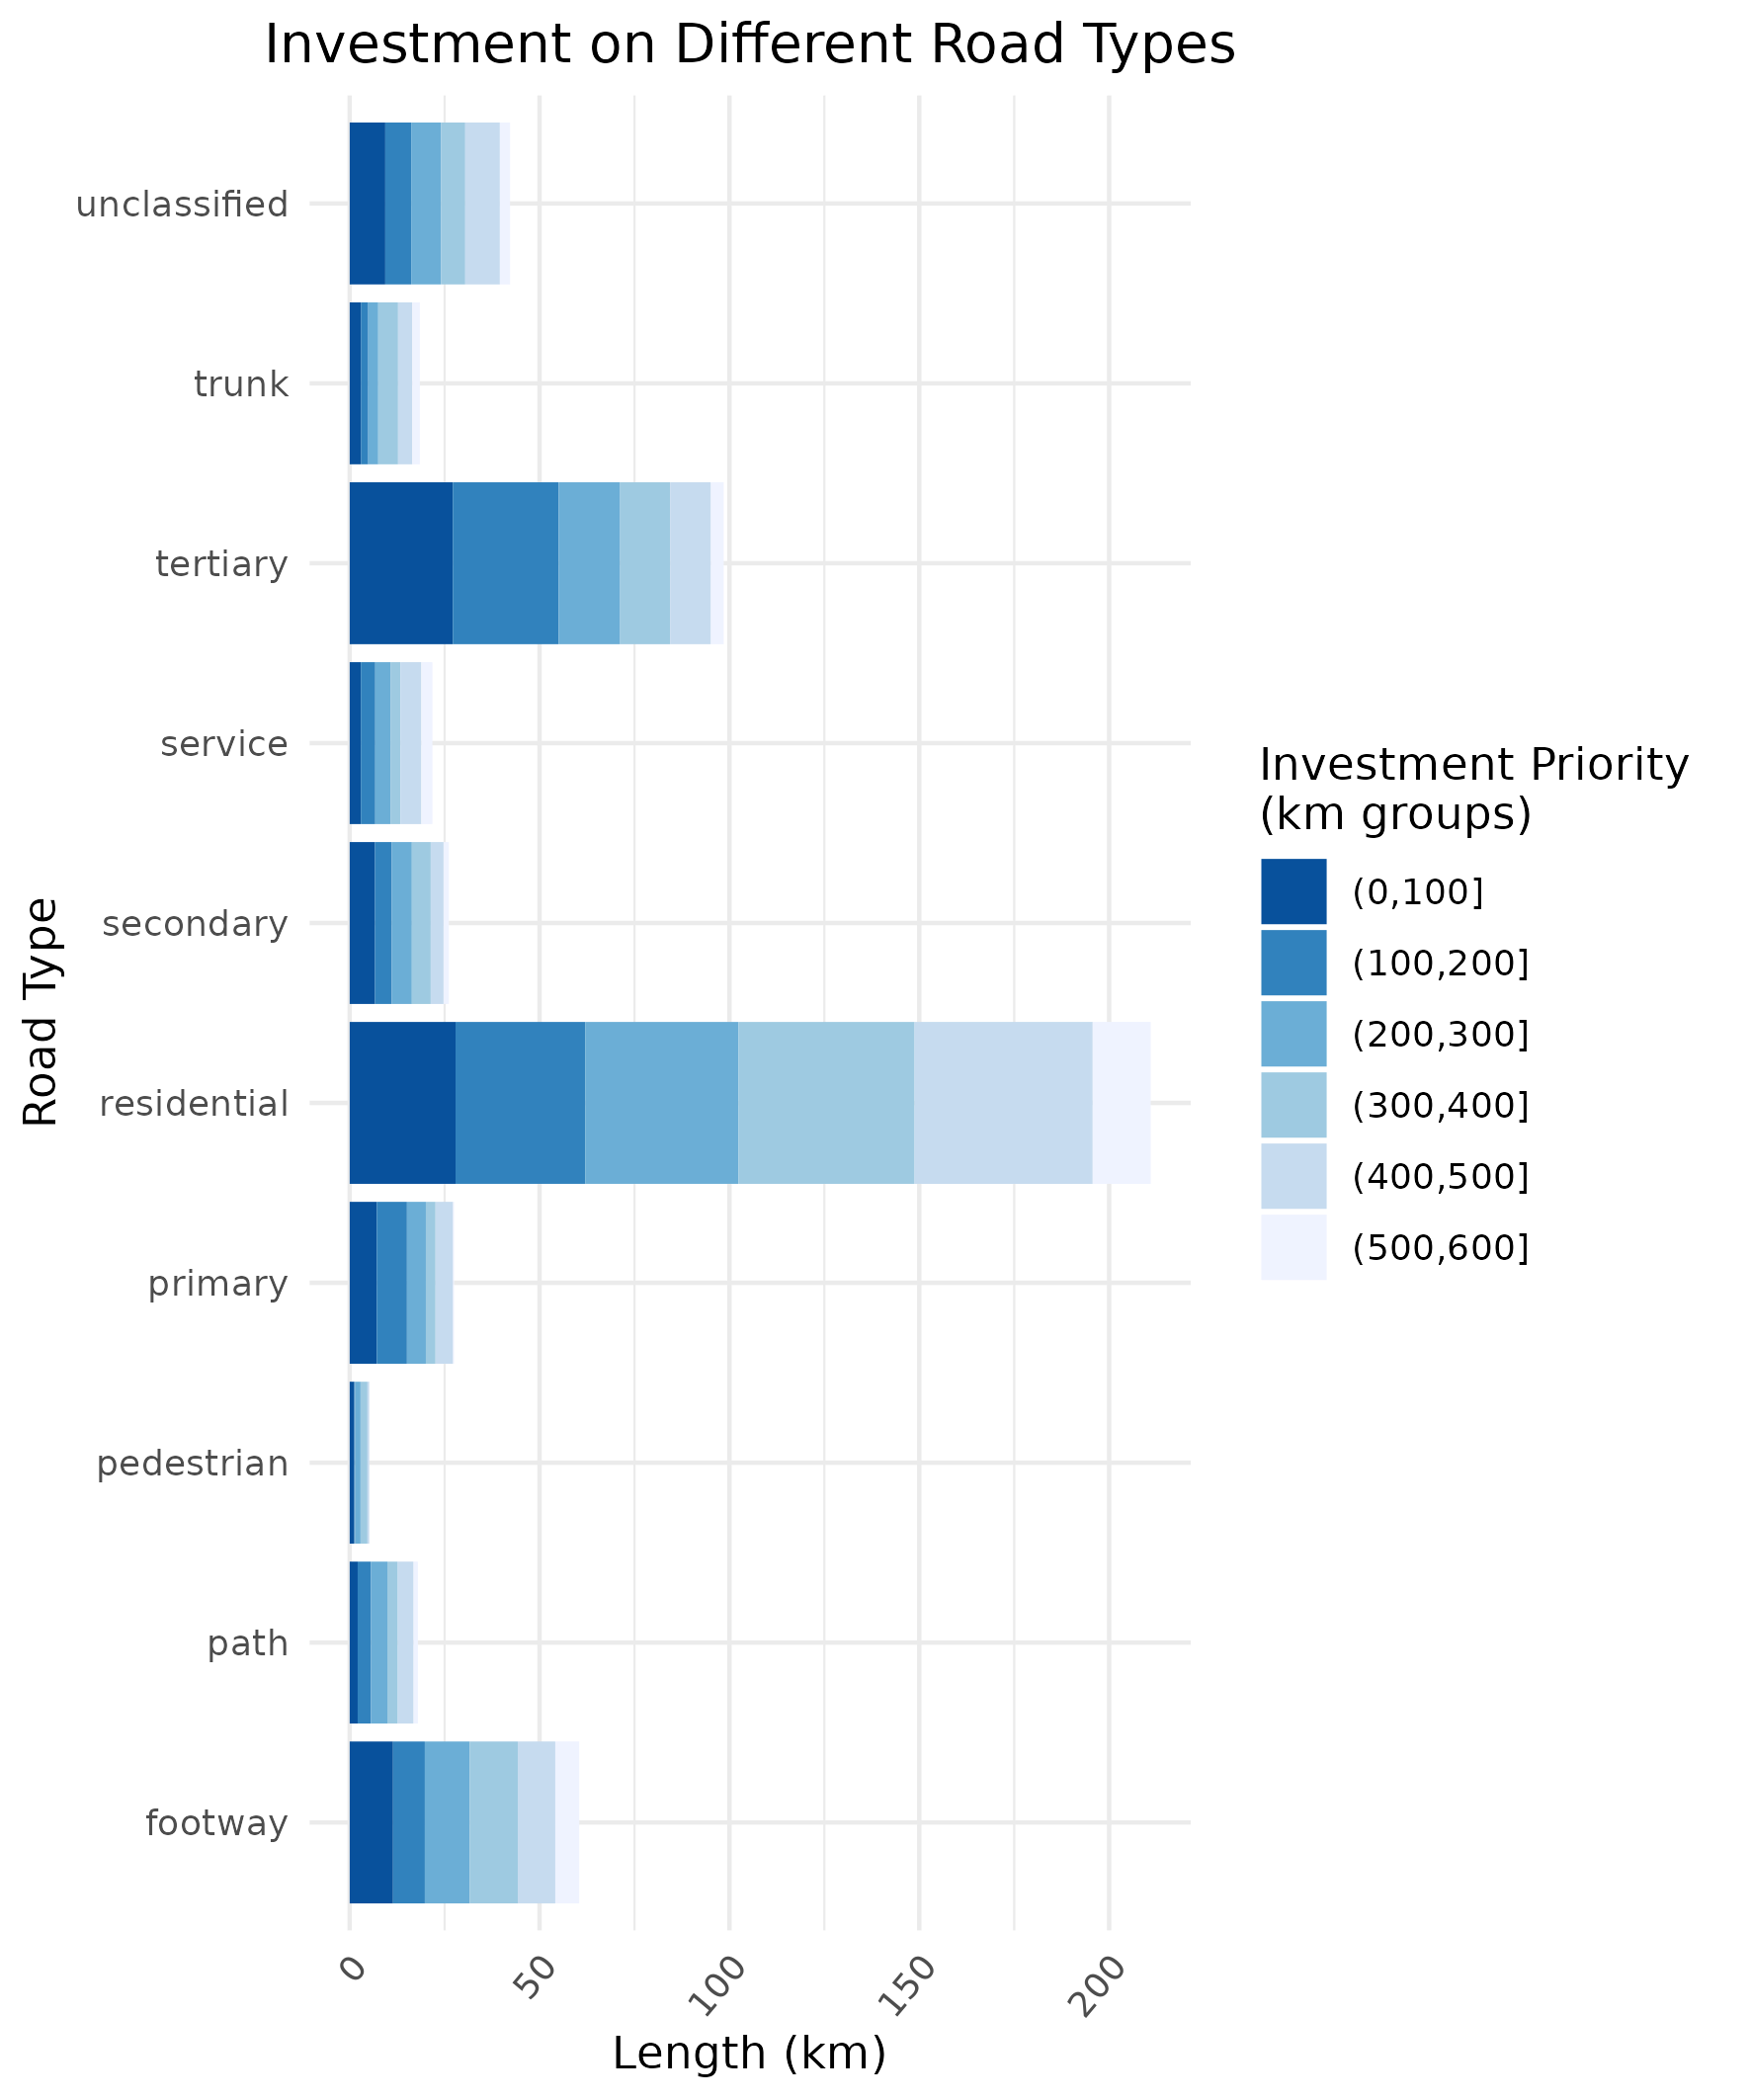 Investment on Different Road Types
Road Type
unclassified
trunk
tertiary
service
secondary
residential
primary
pedestrian
path
footway
0
50
100
150
200
Length (km)
Investment Priority
(km groups)
(0,100]
(100,200]
(200,300]
(300,400]
(400,500]
(500,600]